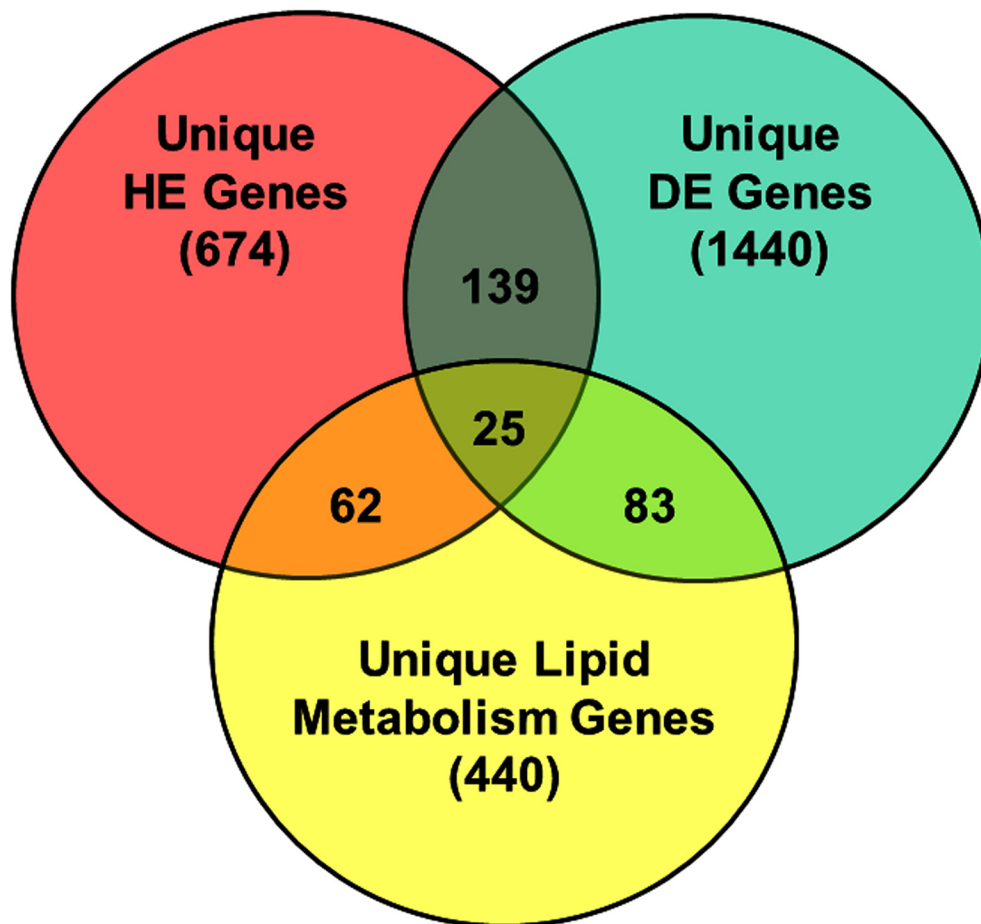 Unique
HE Genes
(674)
Unique
DE Genes
(1440)
139
25
62
83
Unique Lipid
Metabolism Genes
(440)